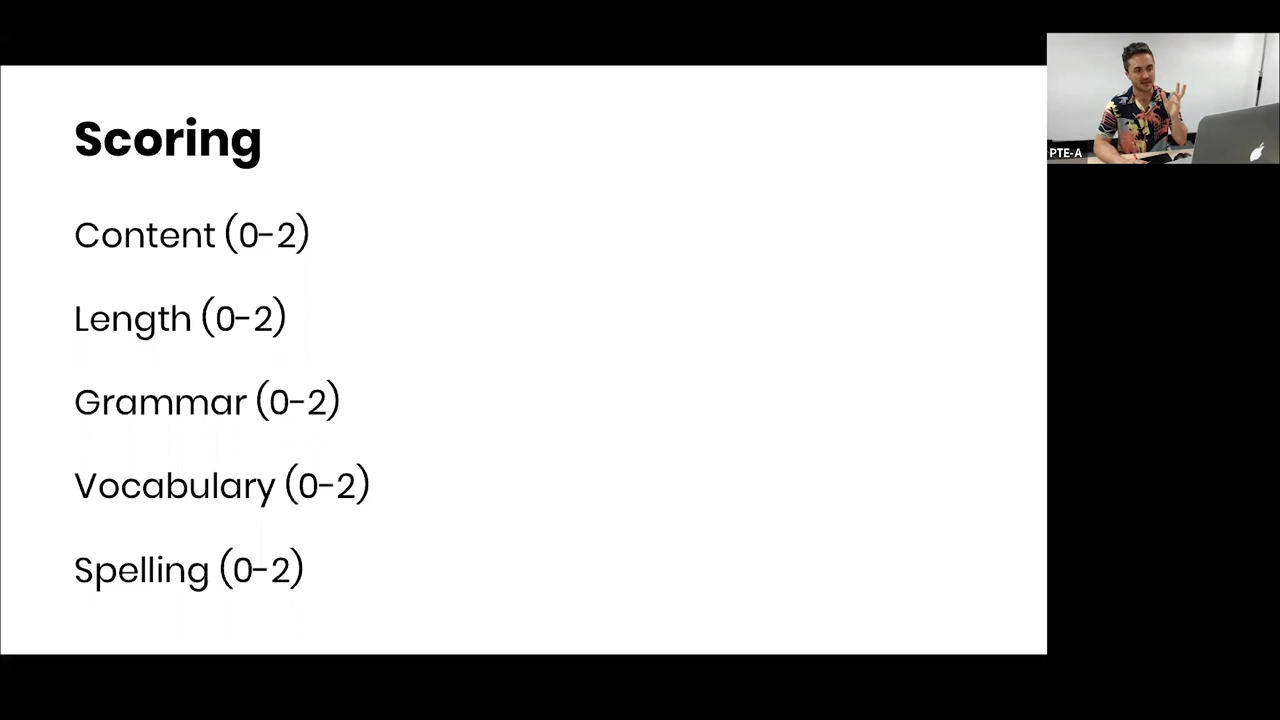 Scoring
Content (0-2)
Length (0-2)
Grammar (0-2)
Vocabulary (0-2)
Spelling (0-2)
PTE-A